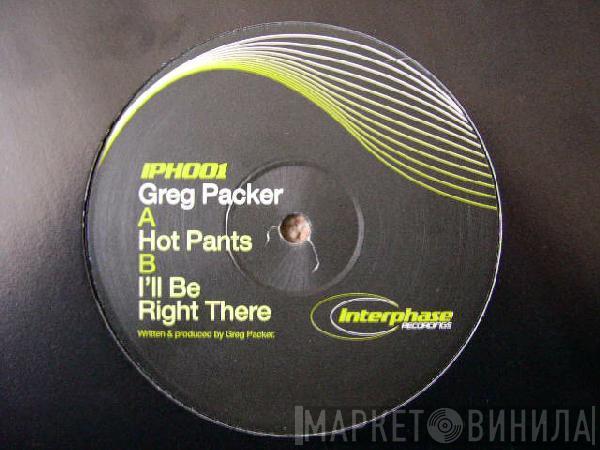 IPH001
Greg Packer
A
Hot Pants
B
I'll Be
Right There
Written & produced by Greg Packer.
Interphase
RECORDINGS
МАРКЕТ ВИНИЛА